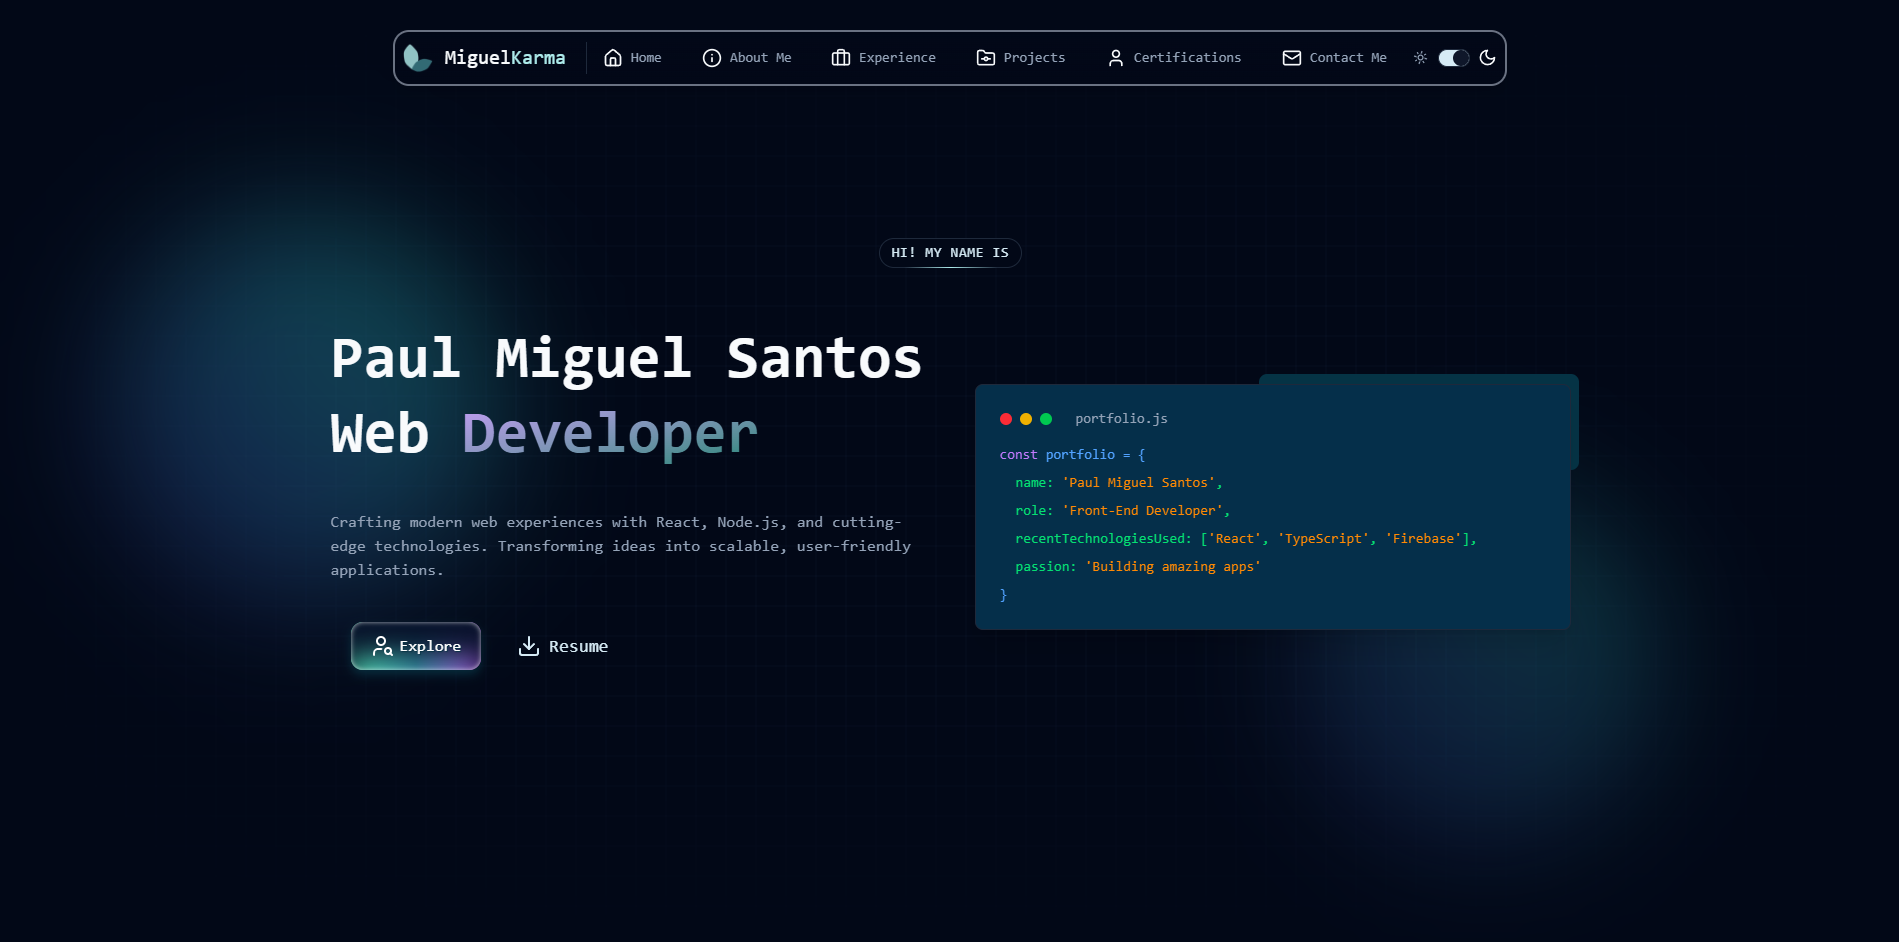 MiguelKarma Home About Me Experience Projects Certifications Contact Me
HI! MY NAME IS
Paul Miguel Santos
Web Developer
Crafting modern web experiences with React, Node.js, and cutting-
edge technologies. Transforming ideas into scalable, user-friendly
applications.
Explore Resume
portfolio.js
const portfolio = {
name: 'Paul Miguel Santos',
role: 'Front-End Developer',
recentTechnologiesUsed: ['React', 'TypeScript', 'Firebase'],
passion: 'Building amazing apps'
}